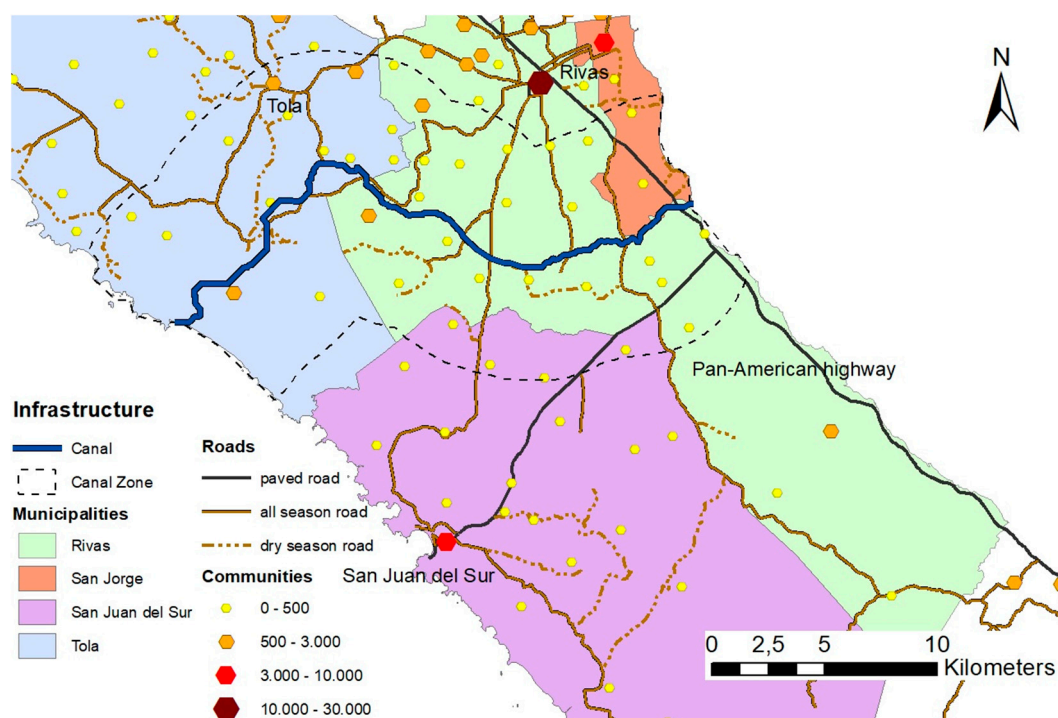 N
Rivas
Tola
Pan-American highway
San Juan del Sur
Infrastructure
Canal
Canal Zone
Municipalities
Rivas
San Jorge
San Juan del Sur
Tola
Roads
paved road
all season road
dry season road
Communities
0 - 500
500 - 3.000
3.000 - 10.000
10.000 - 30.000
0 2,5 5 10
Kilometers